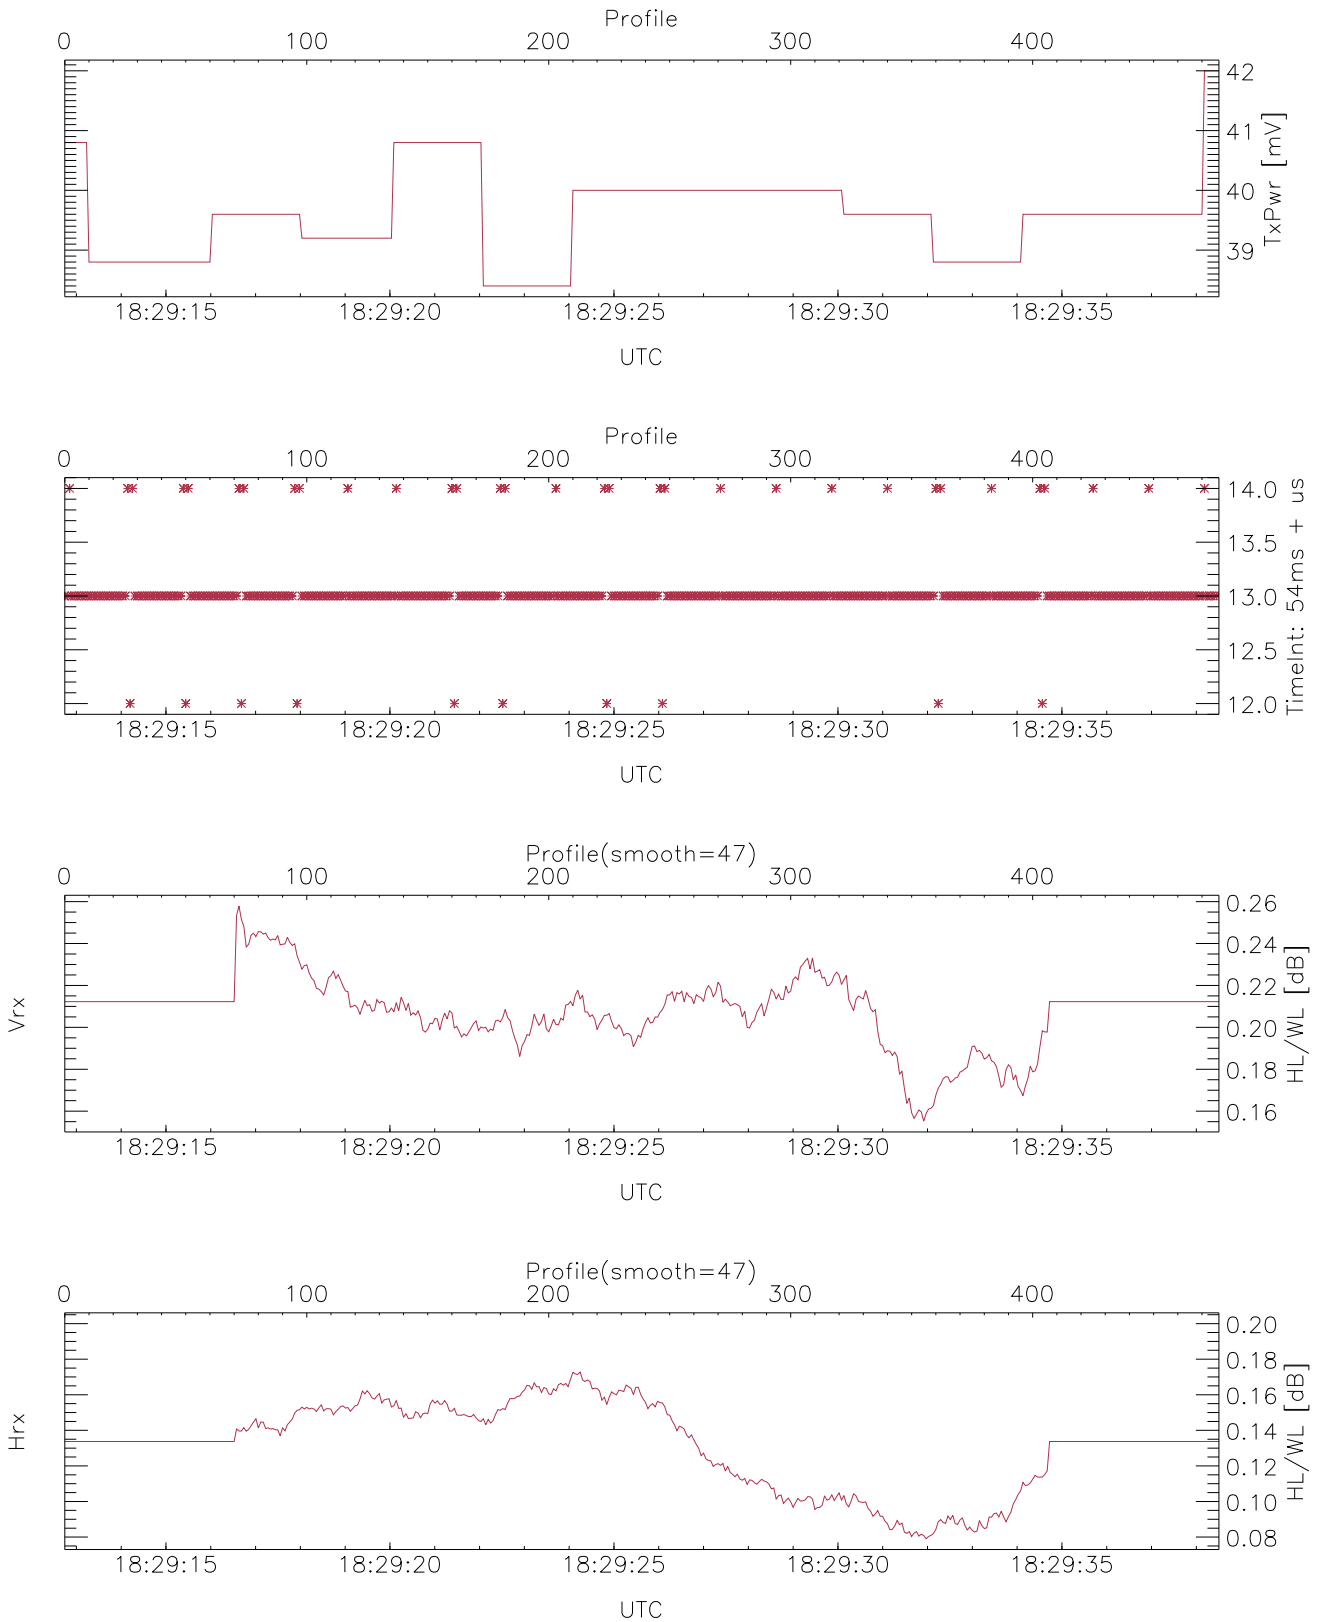 Profile
0 100 200 300 400
42
41
40
39
TxPwr [mV]
18:29:15 18:29:20 18:29:25 18:29:30 18:29:35
UTC
Profile
0 100 200 300 400
14.0
13.5
13.0
12.5
12.0
TimeInt: 54ms + us
18:29:15 18:29:20 18:29:25 18:29:30 18:29:35
UTC
Profile(smooth=47)
0 100 200 300 400
Vrx
0.26
0.24
0.22
0.20
0.18
0.16
HL/WL [dB]
18:29:15 18:29:20 18:29:25 18:29:30 18:29:35
UTC
Profile(smooth=47)
0 100 200 300 400
Hrx
0.20
0.18
0.16
0.14
0.12
0.10
0.08
HL/WL [dB]
18:29:15 18:29:20 18:29:25 18:29:30 18:29:35
UTC